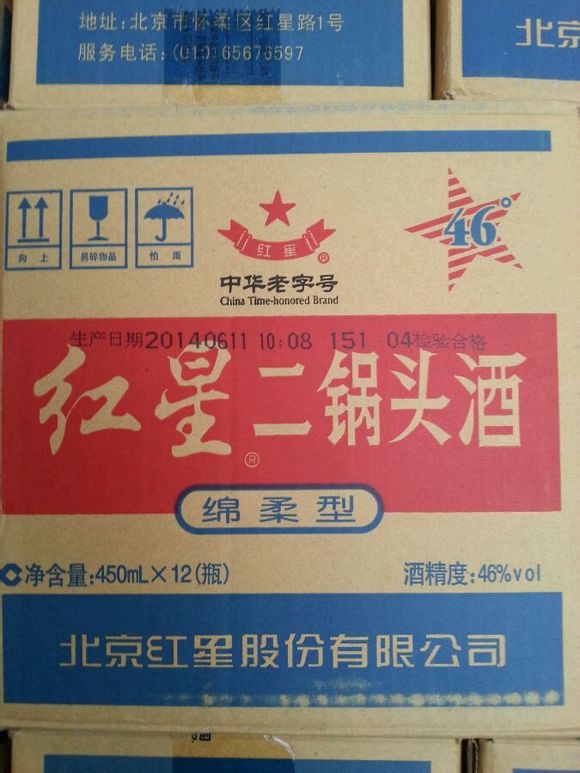 地址:北京市怀柔区红星路1号
服务电话:(010)65676597
北京
向上
易碎物品
怕雨
红星®
46°
中华老字号
China Time-honored Brand
生产日期20140611 10:08 151 04检验合格
红星®二锅头酒
绵柔型
净含量:450mL×12(瓶)
酒精度:46%vol
北京红星股份有限公司